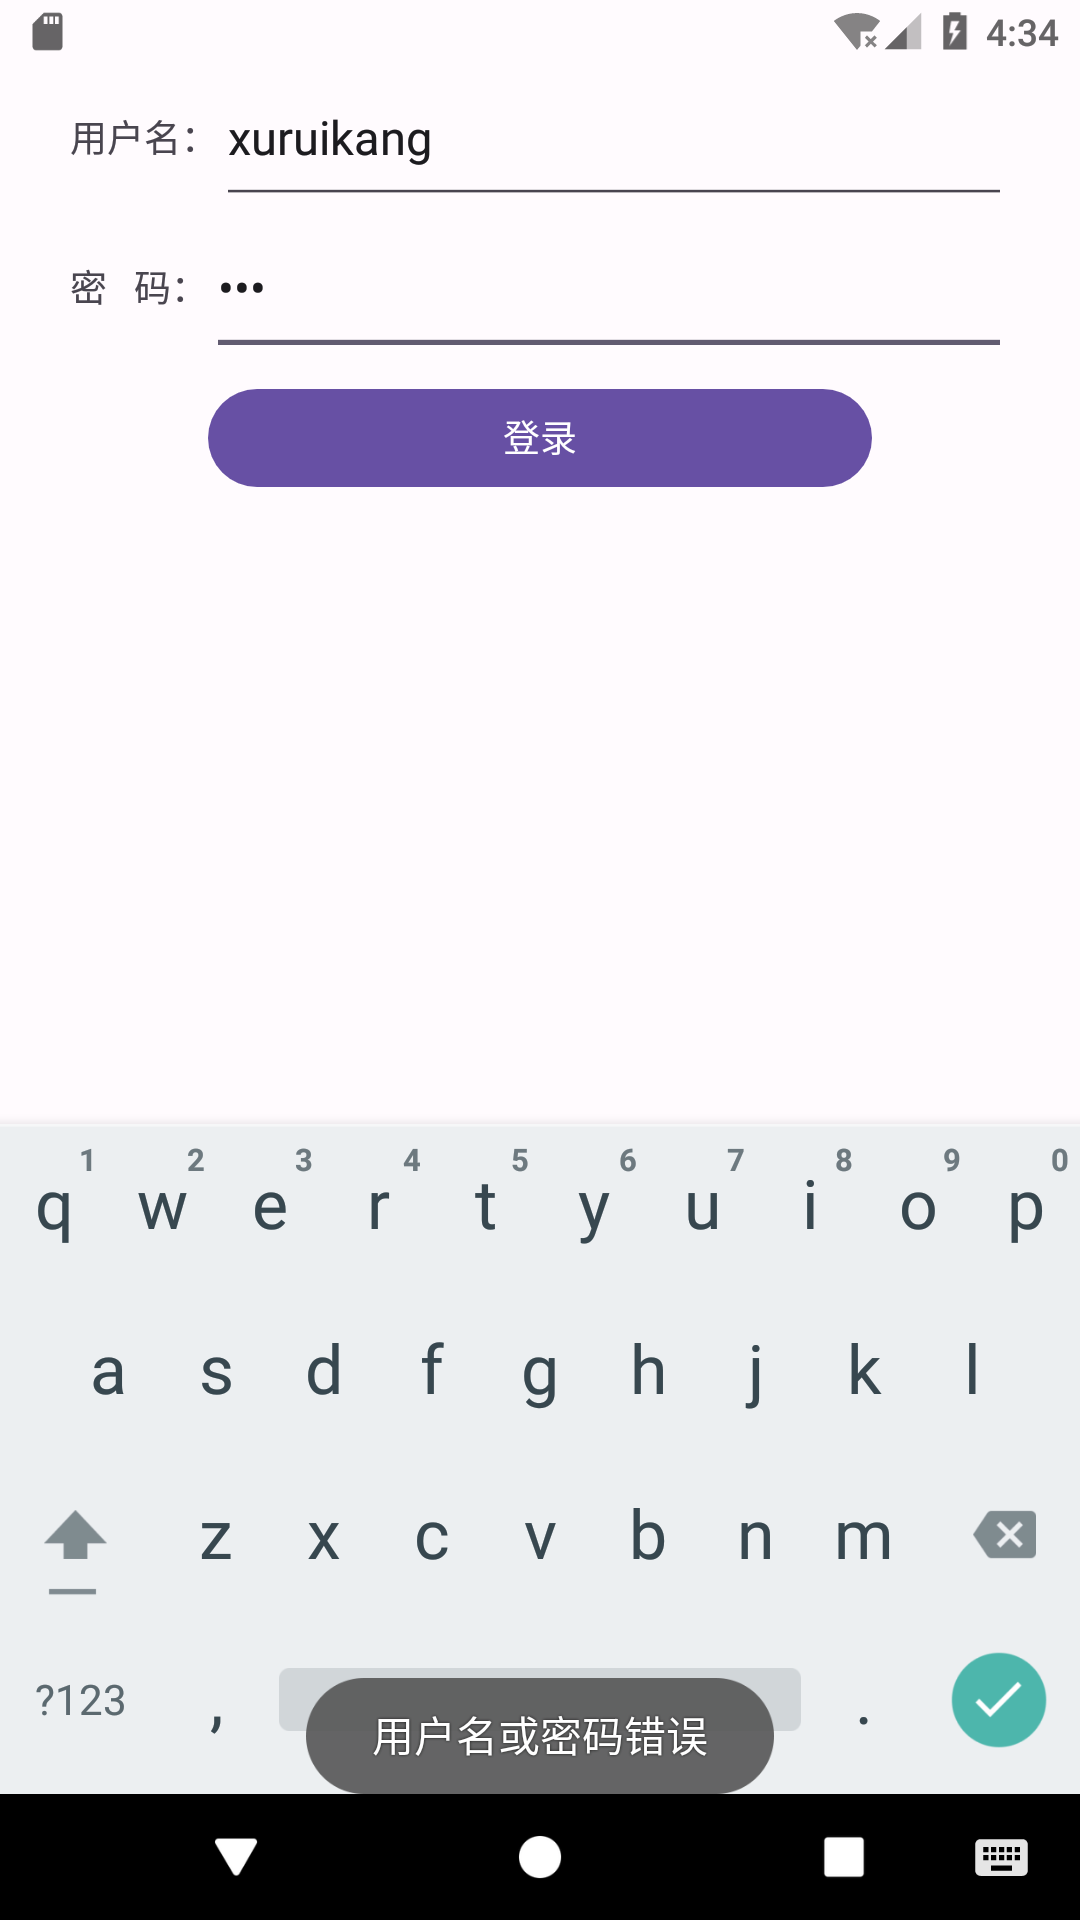 4:34
用户名： xuruikang
密 码： •••
登录
1 2 3 4 5 6 7 8 9 0
q w e r t y u i o p
a s d f g h j k l
z x c v b n m
?123 , .
用户名或密码错误